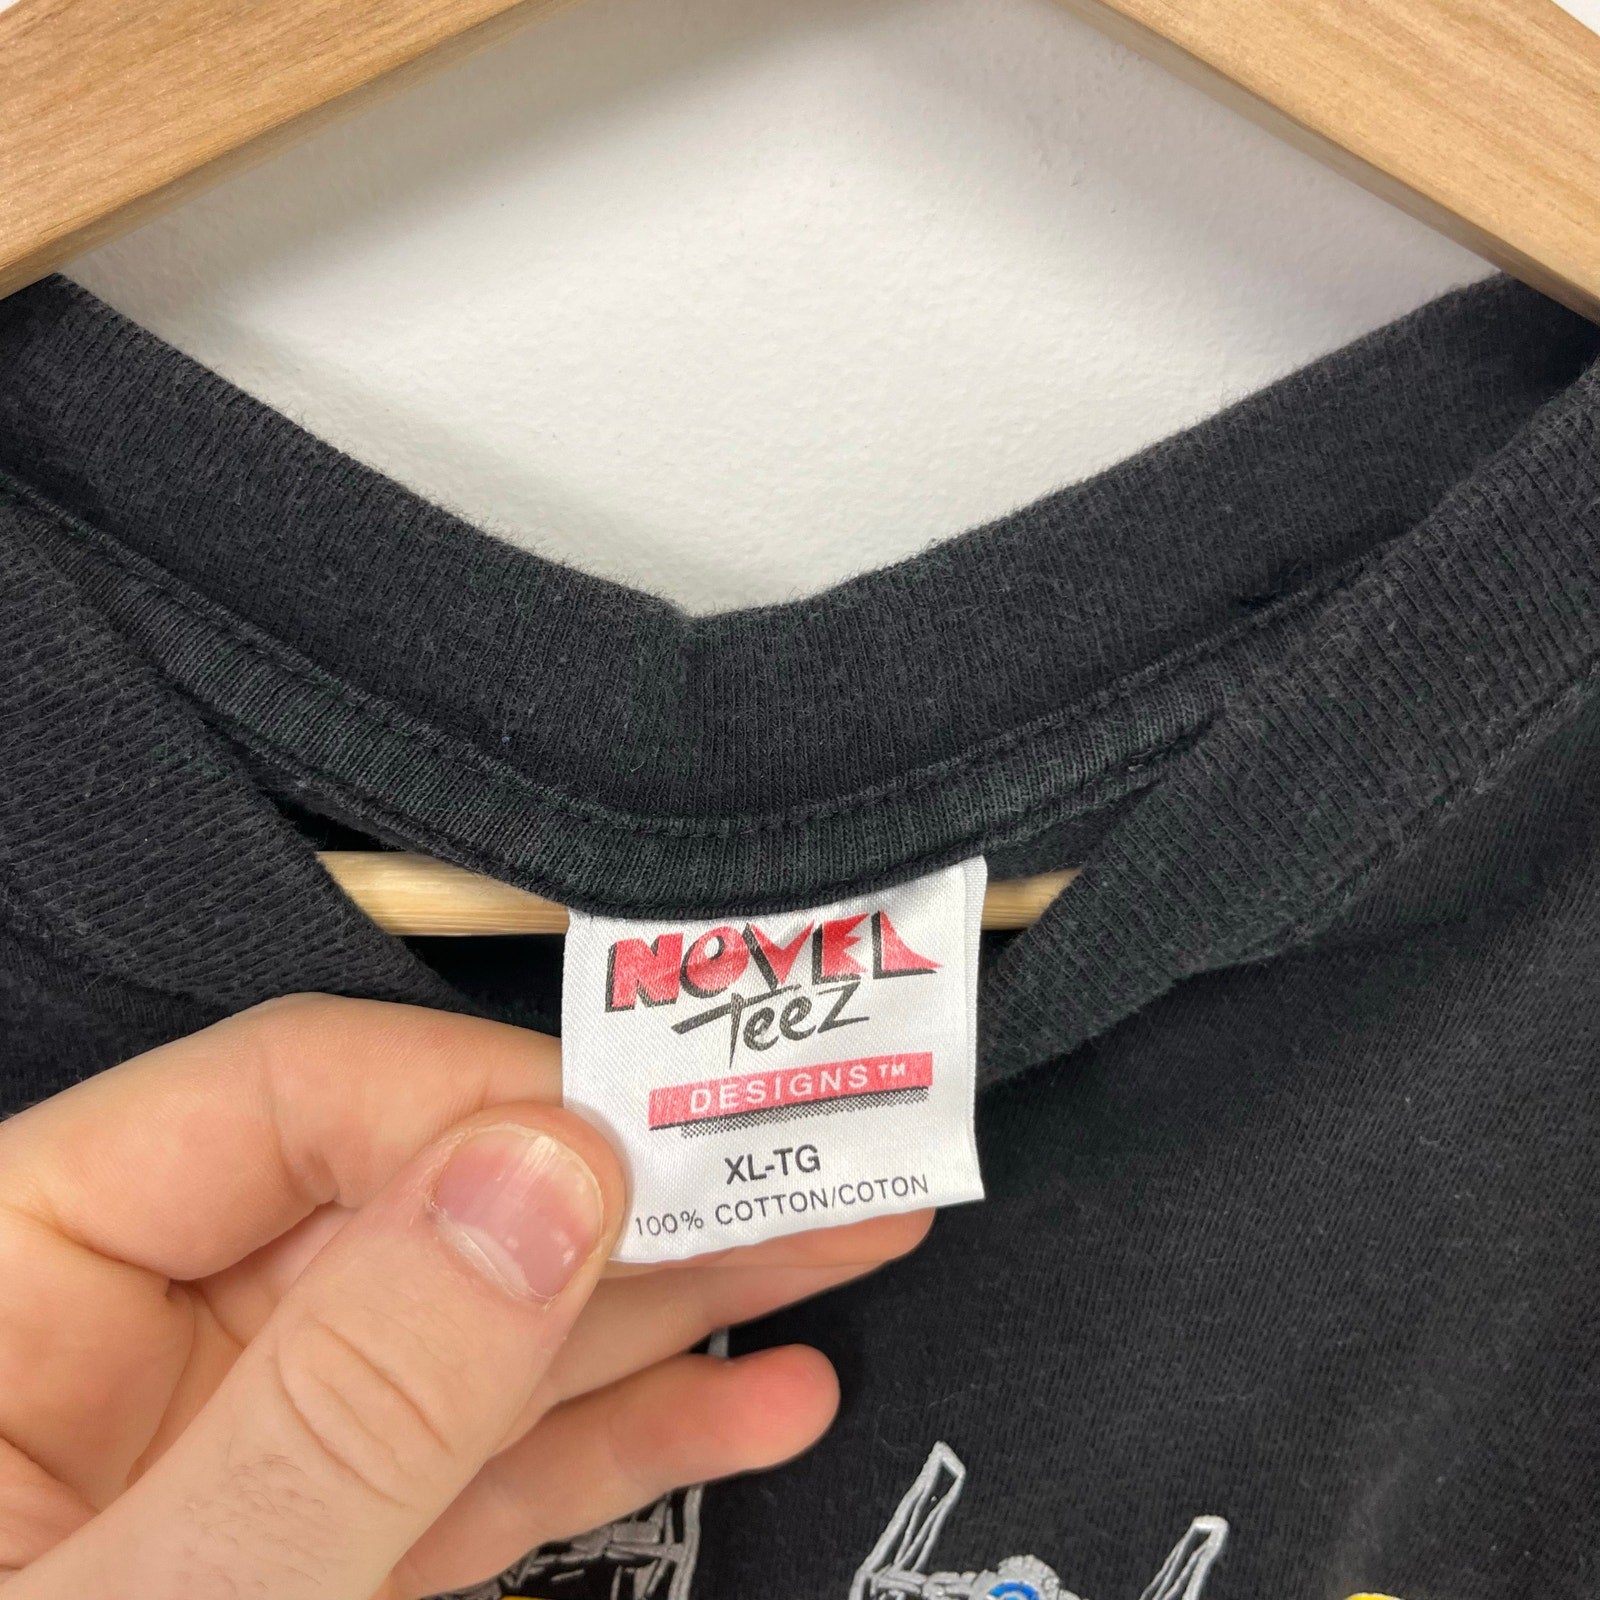 NOVEL
Teez
DESIGNS™
XL-TG
100% COTTON/COTON